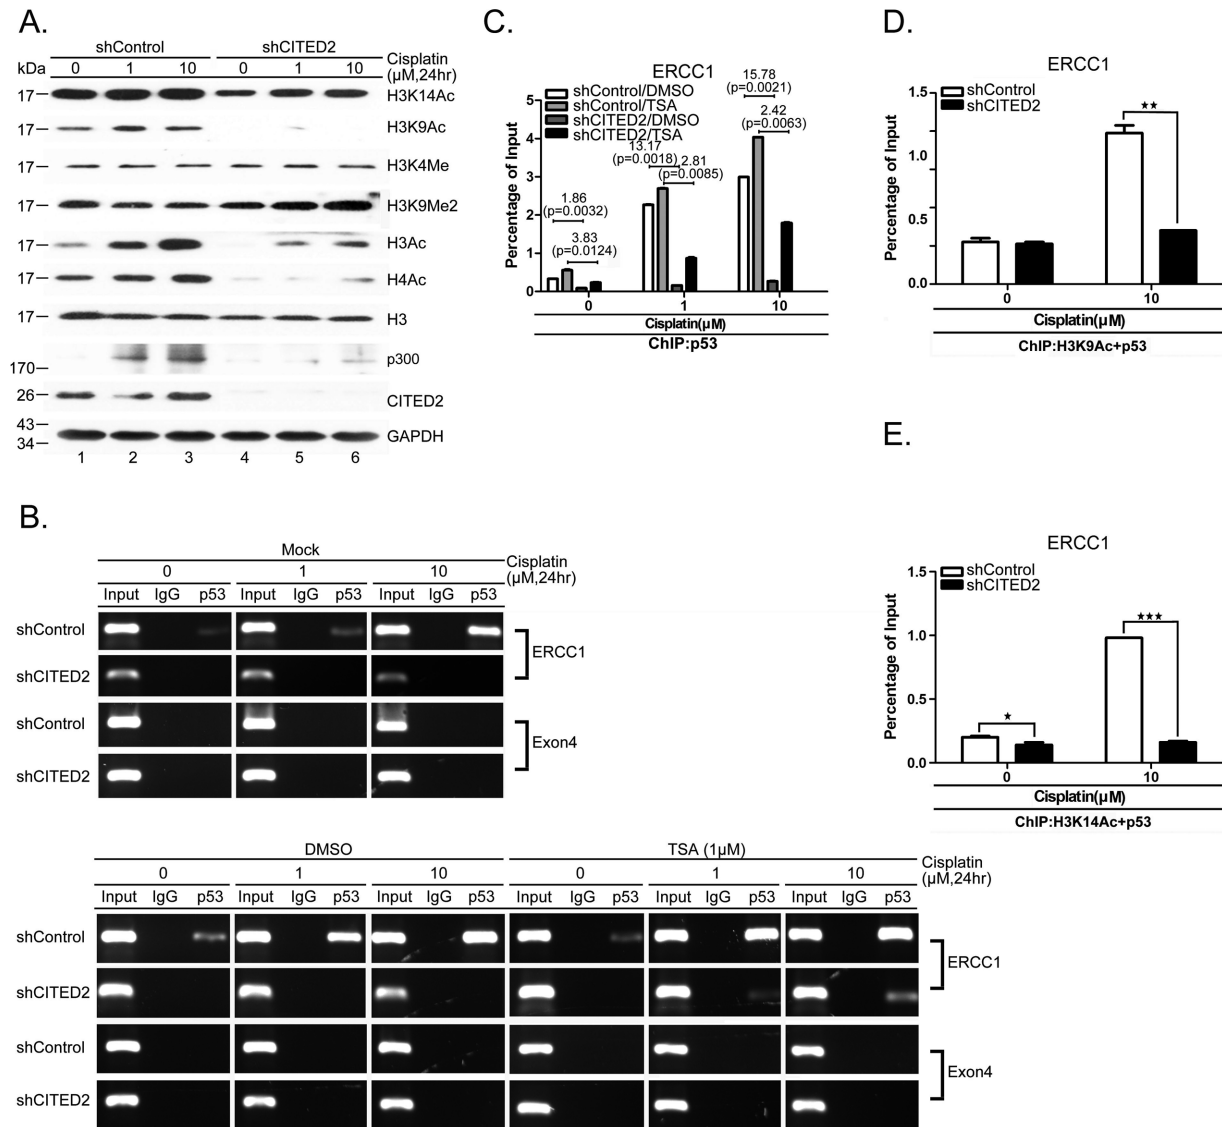 A.
shControl shCITED2
kDa 0 1 10 0 1 10 Cisplatin
(μM,24hr)
17 H3K14Ac
17 H3K9Ac
17 H3K4Me
17 H3K9Me2
17 H3Ac
17 H4Ac
17 H3
170 p300
26 CITED2
43
34 GAPDH
1 2 3 4 5 6
B.
Mock
0 1 10 Cisplatin
(μM,24hr)
Input IgG p53 Input IgG p53 Input IgG p53
shControl
shCITED2
ERCC1
shControl
shCITED2
Exon4
DMSO TSA (1μM)
0 1 10 0 1 10 Cisplatin
(μM,24hr)
Input IgG p53 Input IgG p53 Input IgG p53 Input IgG p53 Input IgG p53 Input IgG p53
shControl
shCITED2
ERCC1
shControl
shCITED2
Exon4
C.
ERCC1
shControl/DMSO
shControl/TSA
shCITED2/DMSO
shCITED2/TSA
Percentage of Input
5
4
3
2
1
0
1.86
(p=0.0032)
3.83
(p=0.0124)
13.17
(p=0.0018)
2.81
(p=0.0085)
15.78
(p=0.0021)
2.42
(p=0.0063)
0 1 10
Cisplatin(μM)
ChIP:p53
D.
ERCC1
shControl
shCITED2
Percentage of Input
1.5
1.0
0.5
0.0
★★
0 10
Cisplatin(μM)
ChIP:H3K9Ac+p53
E.
ERCC1
shControl
shCITED2
Percentage of Input
1.5
1.0
0.5
0.0
★
★★★
0 10
Cisplatin(μM)
ChIP:H3K14Ac+p53